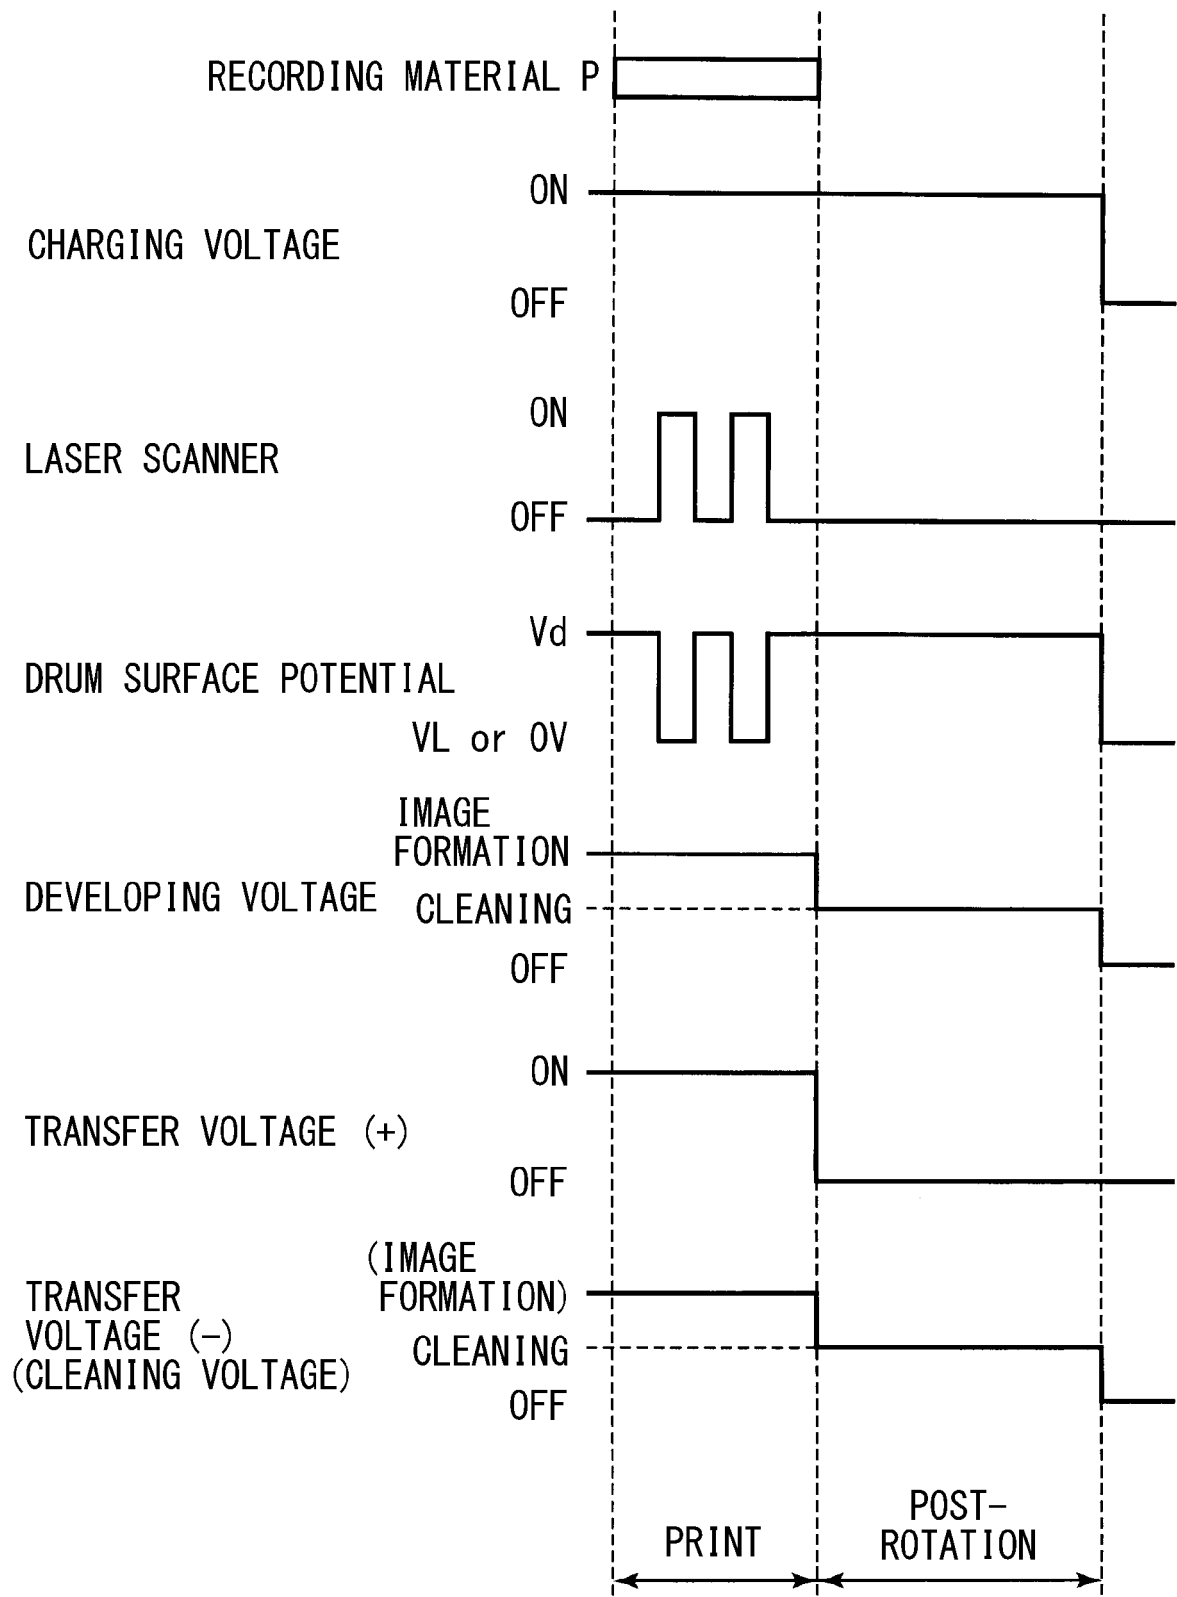 RECORDING MATERIAL P
ON
CHARGING VOLTAGE
OFF
ON
LASER SCANNER
OFF
Vd
DRUM SURFACE POTENTIAL
VL or 0V
IMAGE
FORMATION
DEVELOPING VOLTAGE
CLEANING
OFF
ON
TRANSFER VOLTAGE (+)
OFF
(IMAGE
FORMATION)
TRANSFER
VOLTAGE (−)
(CLEANING VOLTAGE)
CLEANING
OFF
PRINT
POST-
ROTATION